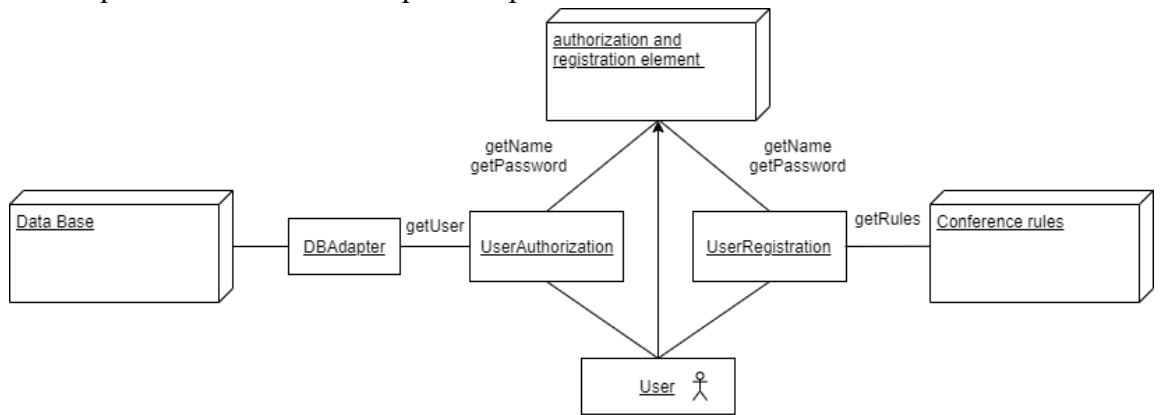 authorization and
registration element
getName
getPassword
getName
getPassword
Data Base
DBAdapter
getUser
UserAuthorization
UserRegistration
getRules
Conference rules
User